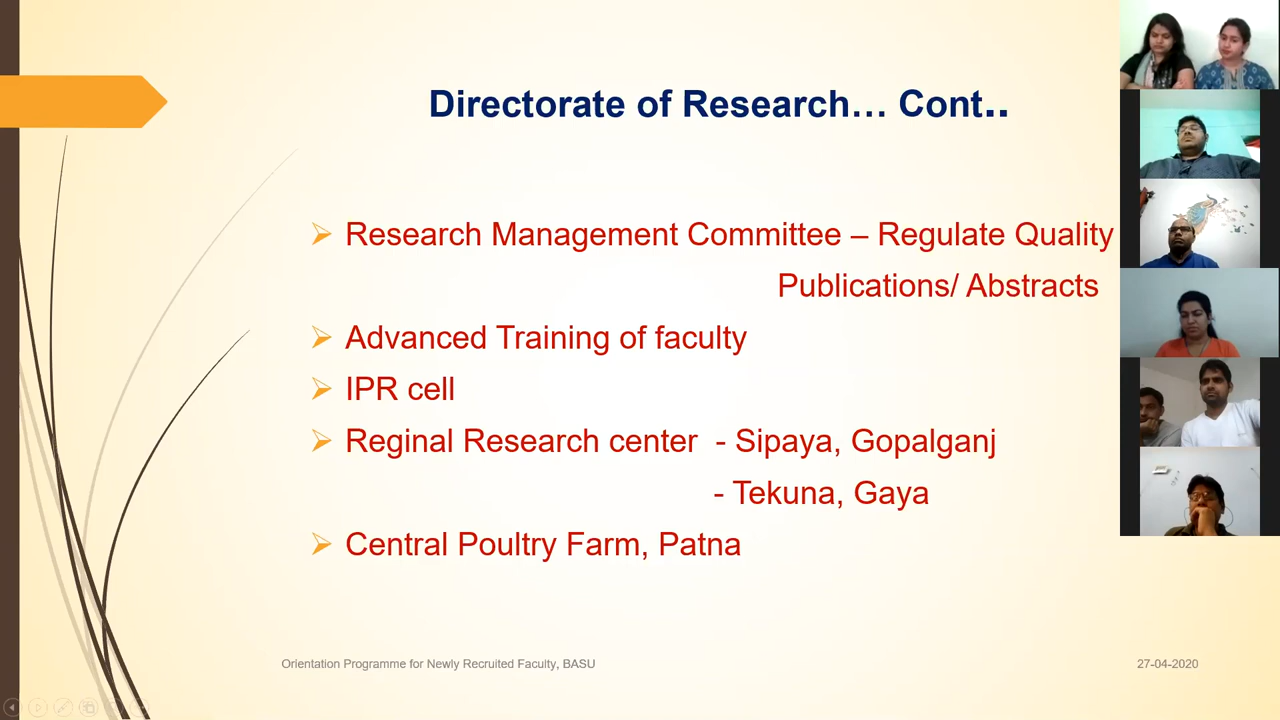 Directorate of Research… Cont..
Research Management Committee – Regulate Quality
Publications/ Abstracts
Advanced Training of faculty
IPR cell
Reginal Research center - Sipaya, Gopalganj
- Tekuna, Gaya
Central Poultry Farm, Patna
Orientation Programme for Newly Recruited Faculty, BASU
27-04-2020